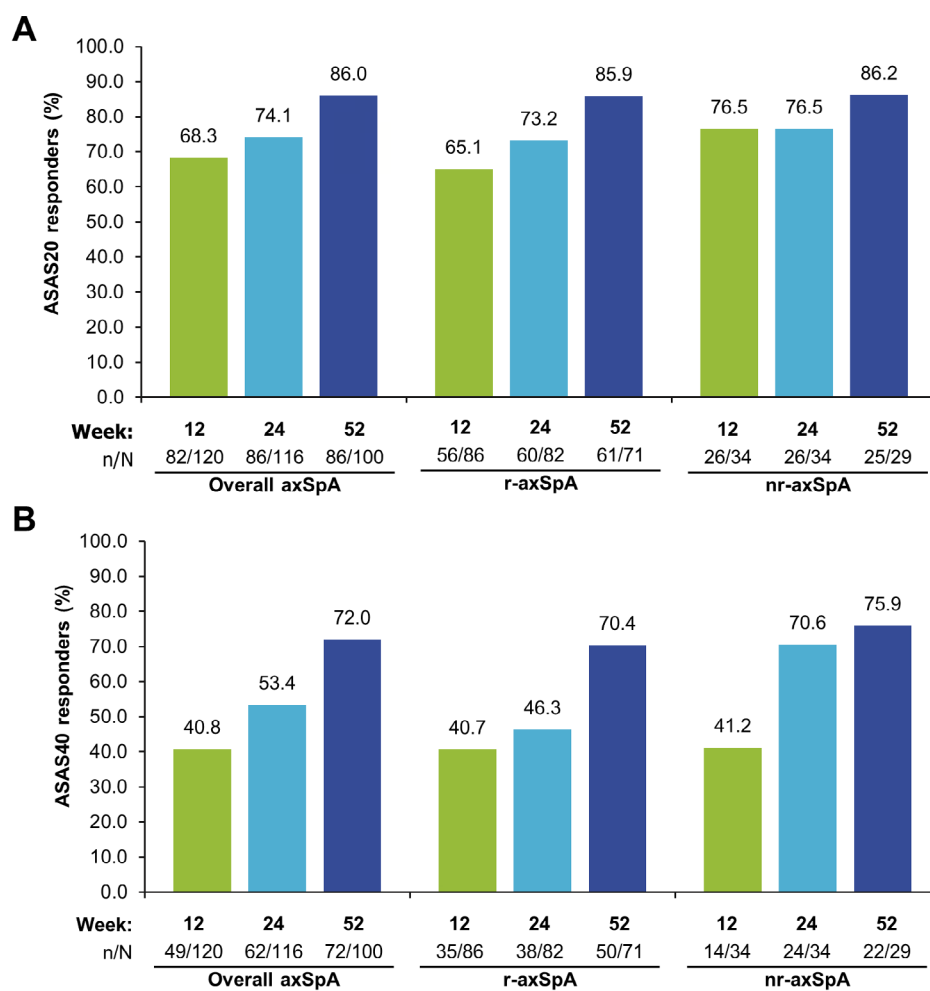 A
ASAS20 responders (%)
100.0
90.0
80.0
70.0
60.0
50.0
40.0
30.0
20.0
10.0
0.0
68.3 74.1 86.0 65.1 73.2 85.9 76.5 76.5 86.2
Week: 12 24 52 12 24 52 12 24 52
n/N 82/120 86/116 86/100 56/86 60/82 61/71 26/34 26/34 25/29
Overall axSpA r-axSpA nr-axSpA
B
ASAS40 responders (%)
100.0
90.0
80.0
70.0
60.0
50.0
40.0
30.0
20.0
10.0
0.0
40.8 53.4 72.0 40.7 46.3 70.4 41.2 70.6 75.9
Week: 12 24 52 12 24 52 12 24 52
n/N 49/120 62/116 72/100 35/86 38/82 50/71 14/34 24/34 22/29
Overall axSpA r-axSpA nr-axSpA